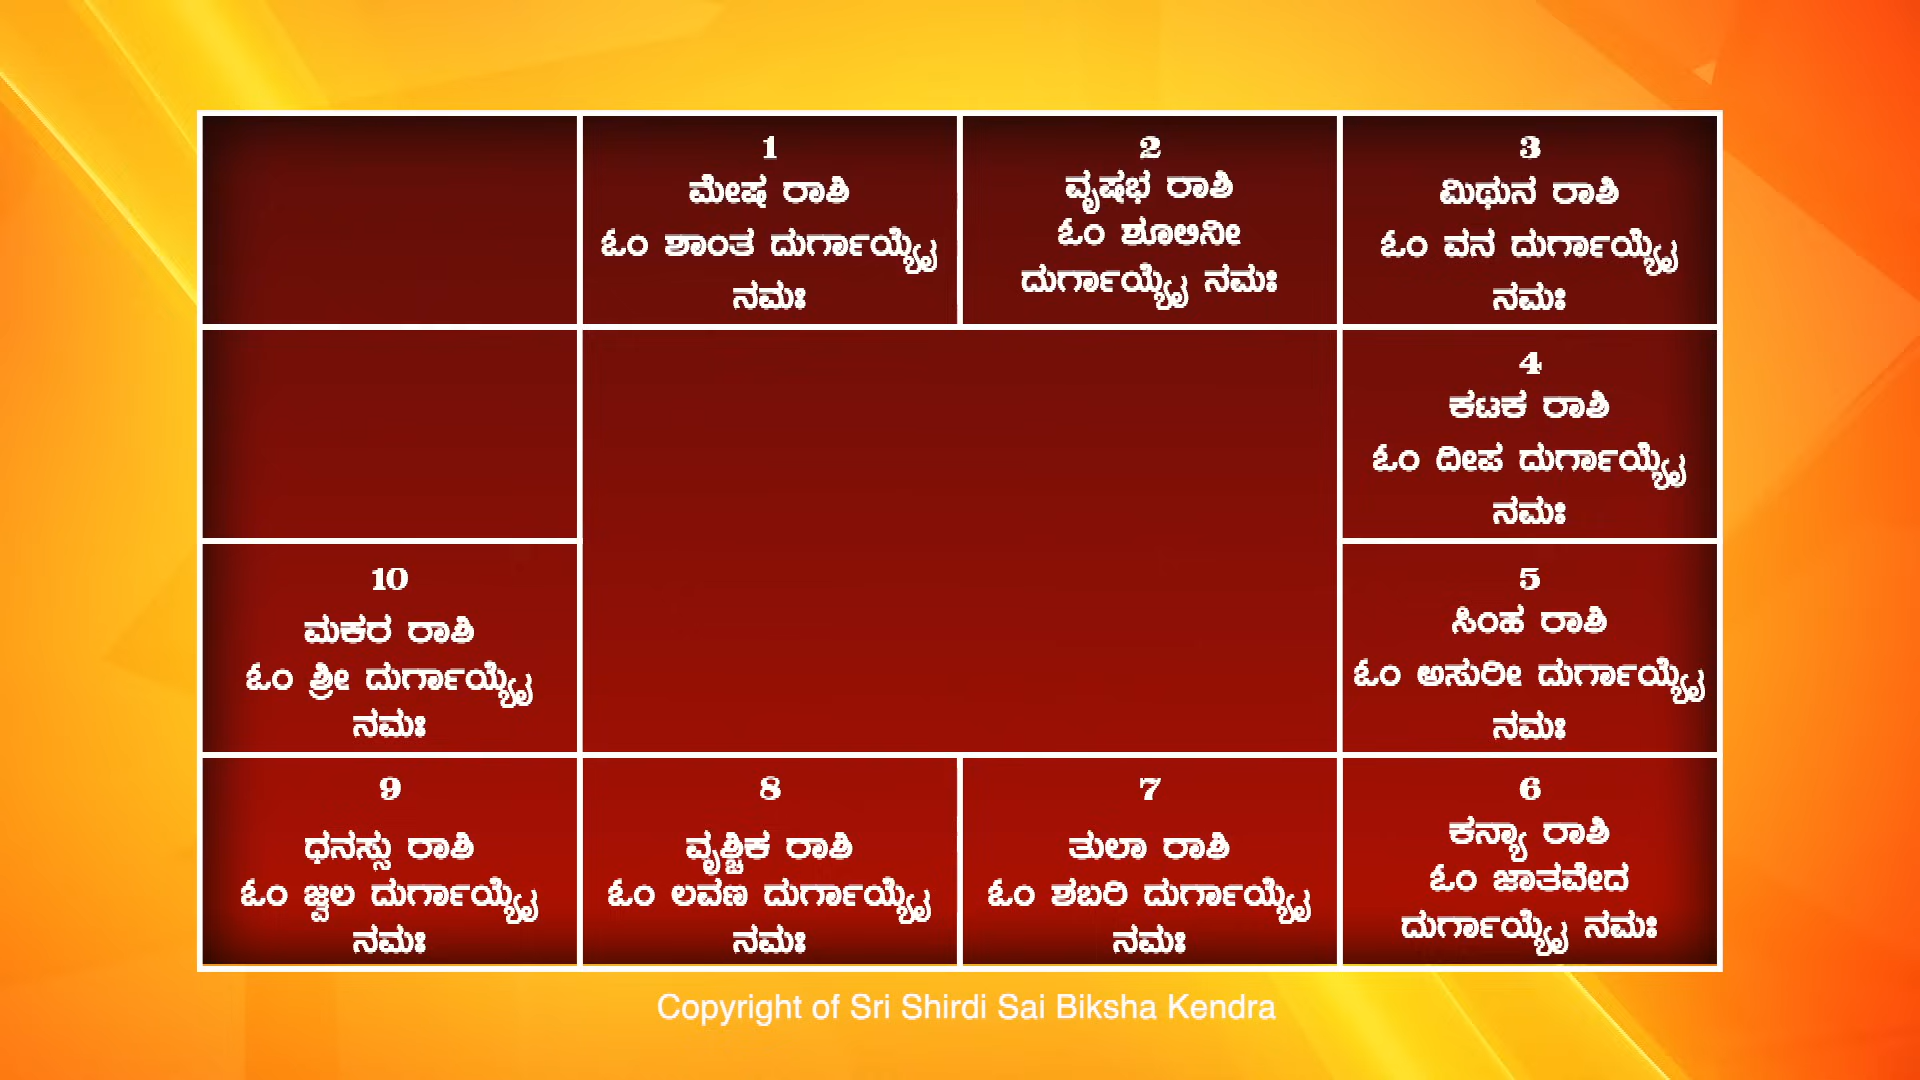 1
ಮೇಷ ರಾಶಿ
ಓಂ ಶಾಂತ ದುರ್ಗಾಯ್ಯೈ
ನಮಃ
2
ವೃಷಭ ರಾಶಿ
ಓಂ ಶೂಲಿನೀ
ದುರ್ಗಾಯ್ಯೈ ನಮಃ
3
ಮಿಥುನ ರಾಶಿ
ಓಂ ವನ ದುರ್ಗಾಯ್ಯೈ
ನಮಃ
4
ಕಟಕ ರಾಶಿ
ಓಂ ದೀಪ ದುರ್ಗಾಯ್ಯೈ
ನಮಃ
10
ಮಕರ ರಾಶಿ
ಓಂ ಶ್ರೀ ದುರ್ಗಾಯ್ಯೈ
ನಮಃ
5
ಸಿಂಹ ರಾಶಿ
ಓಂ ಅಸುರೀ ದುರ್ಗಾಯ್ಯೈ
ನಮಃ
9
ಧನಸ್ಸು ರಾಶಿ
ಓಂ ಜ್ವಲ ದುರ್ಗಾಯ್ಯೈ
ನಮಃ
8
ವೃಶ್ಚಿಕ ರಾಶಿ
ಓಂ ಲವಣ ದುರ್ಗಾಯ್ಯೈ
ನಮಃ
7
ತುಲಾ ರಾಶಿ
ಓಂ ಶಬರಿ ದುರ್ಗಾಯ್ಯೈ
ನಮಃ
6
ಕನ್ಯಾ ರಾಶಿ
ಓಂ ಜಾತವೇದ
ದುರ್ಗಾಯ್ಯೈ ನಮಃ
Copyright of Sri Shirdi Sai Biksha Kendra